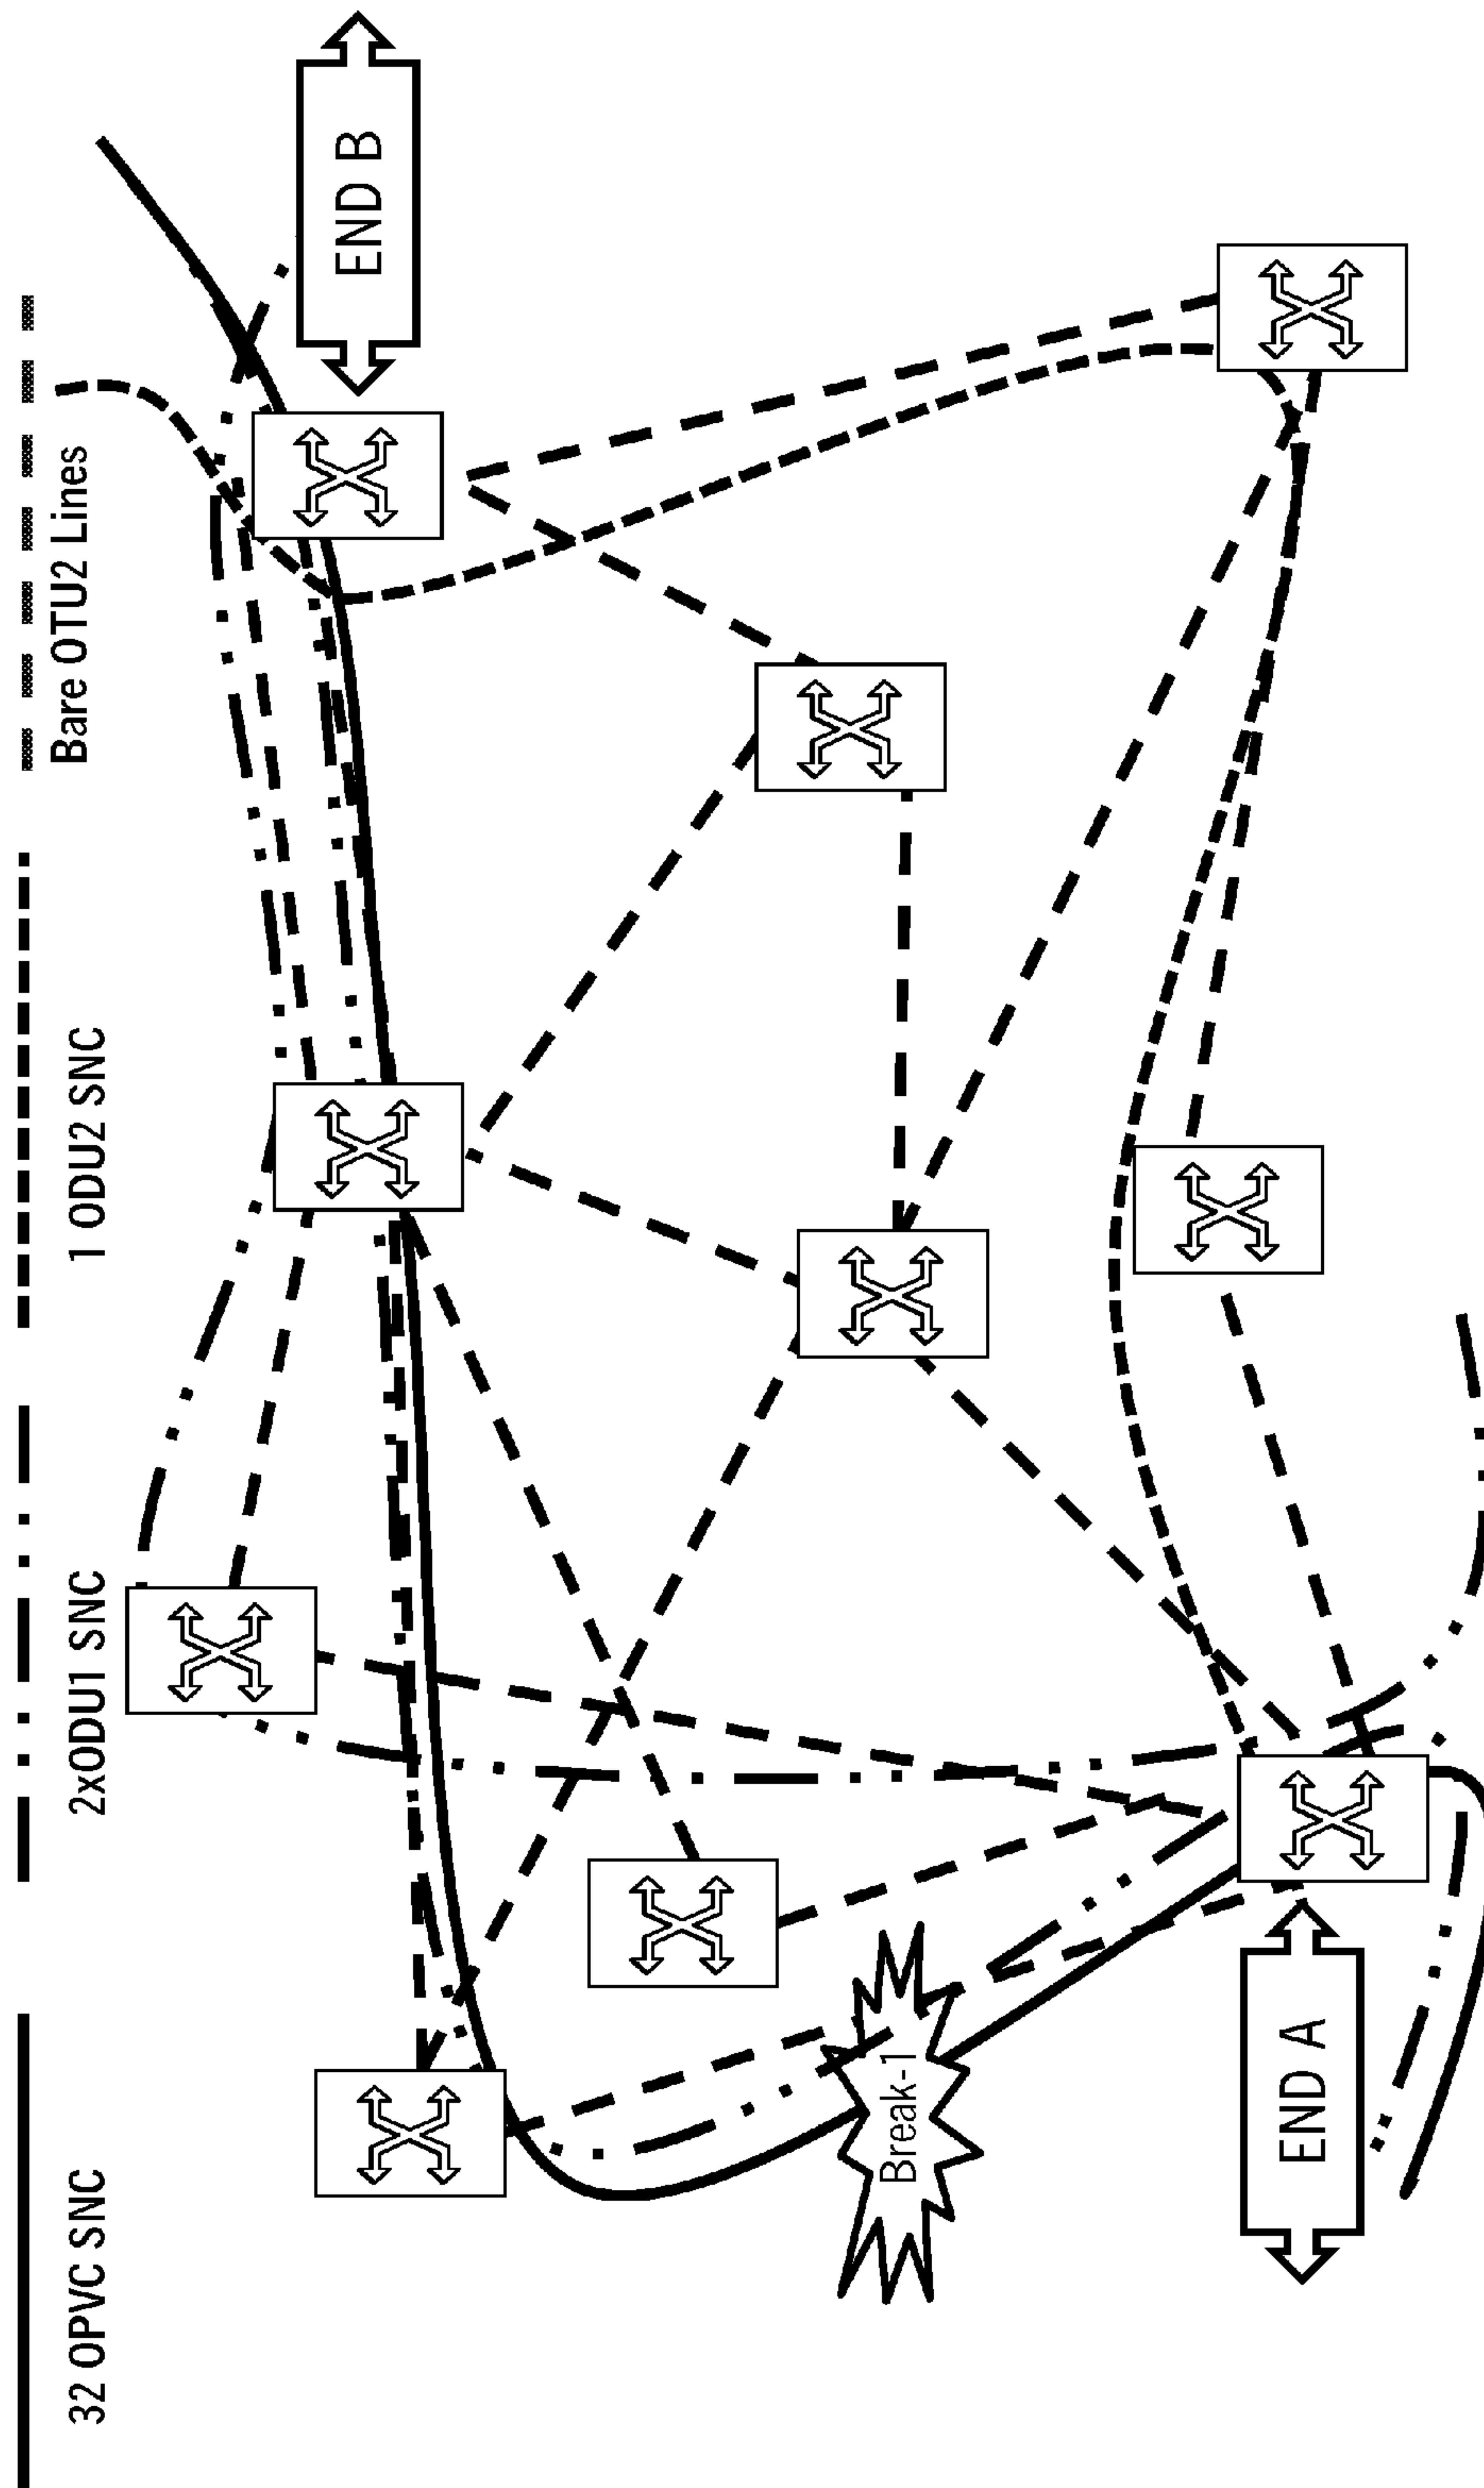 32 OPVC SNC
2xODU1 SNC
1 ODU2 SNC
Bare OTU2 Lines
END B
Break-1
END A